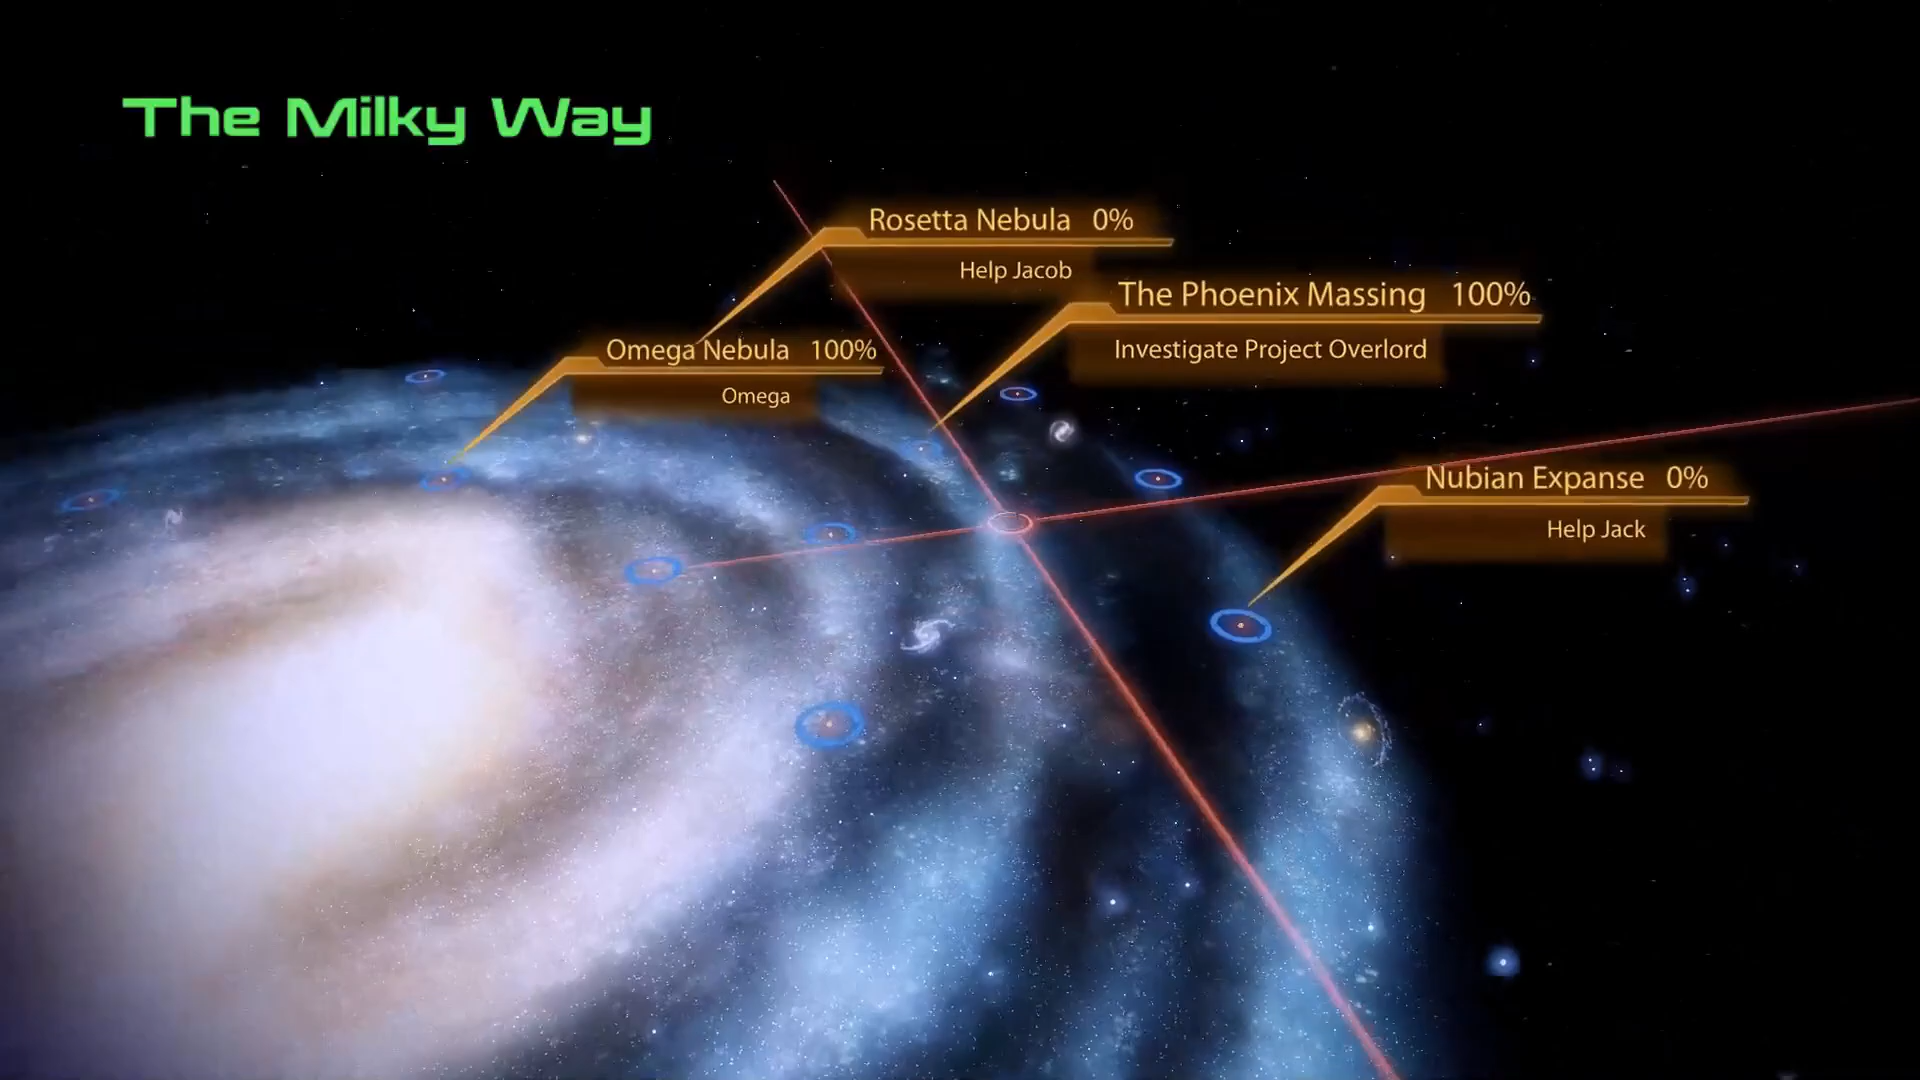 The Milky Way
Rosetta Nebula 0%
Help Jacob
The Phoenix Massing 100%
Investigate Project Overlord
Omega Nebula 100%
Omega
Nubian Expanse 0%
Help Jack